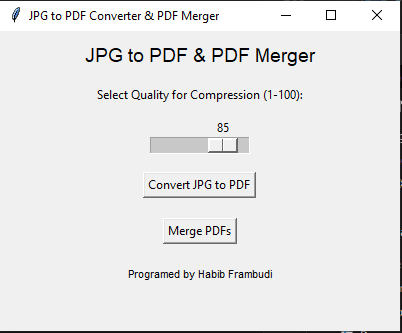 JPG to PDF Converter & PDF Merger
JPG to PDF & PDF Merger
Select Quality for Compression (1-100):
85
Convert JPG to PDF
Merge PDFs
Programed by Habib Frambudi